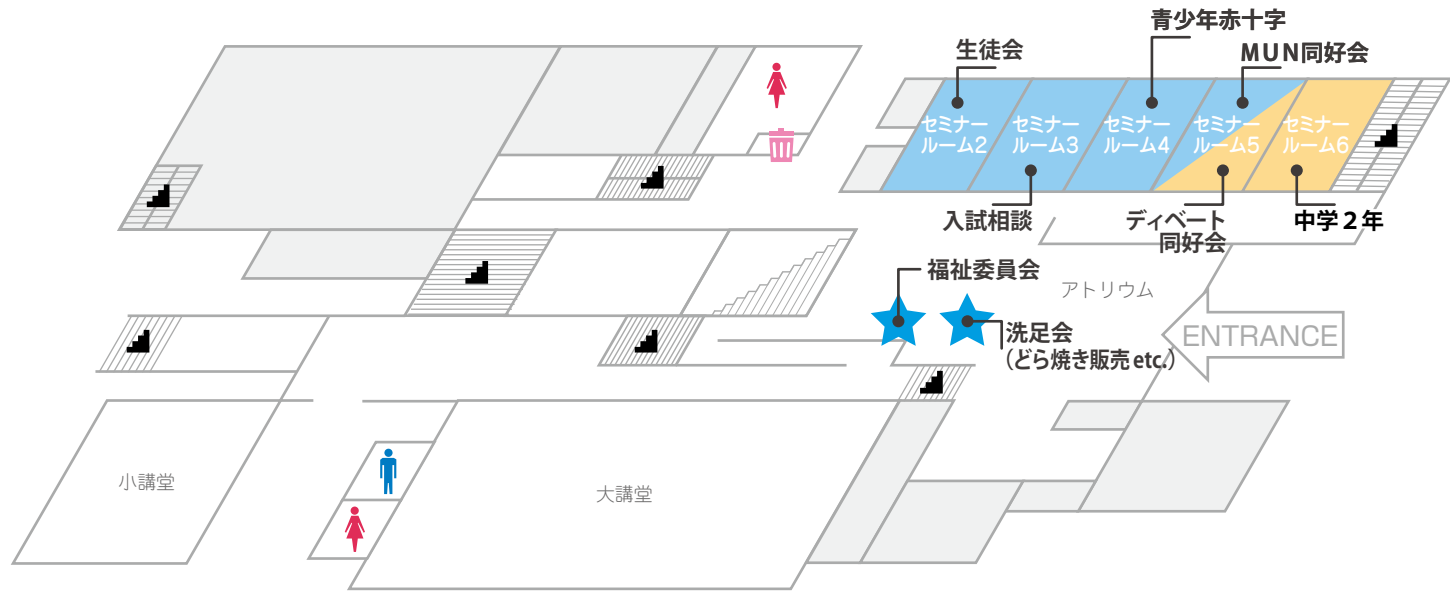 青少年赤十字
生徒会
MUN同好会
セミナー
ルーム2
セミナー
ルーム3
セミナー
ルーム4
セミナー
ルーム5
セミナー
ルーム6
入試相談
ディベート
同好会
中学２年
福祉委員会
アトリウム
洗足会
（どら焼き販売 etc.）
ENTRANCE
小講堂
大講堂